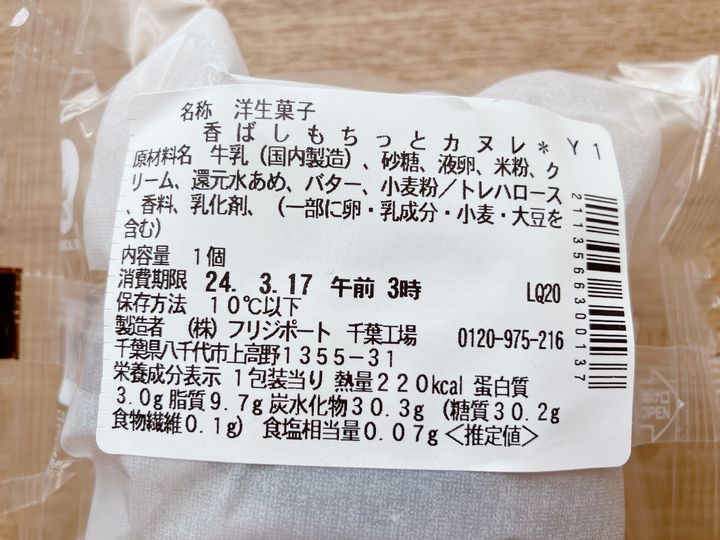 名称 洋生菓子
香ばしもちっとカヌレ* Y1
原材料名 牛乳（国内製造）、砂糖、液卵、米粉、ク
リーム、還元水あめ、バター、小麦粉／トレハロース
、香料、乳化剤、（一部に卵・乳成分・小麦・大豆を
含む）
内容量 1個
消費期限 24. 3.17 午前 3時 LQ20
保存方法 10℃以下
製造者 （株）フリジポート 千葉工場 0120-975-216
千葉県八千代市上高野1355-31
栄養成分表示 1包装当り 熱量220kcal 蛋白質
3.0g 脂質9.7g 炭水化物30.3g （糖質30.2g
食物繊維0.1g） 食塩相当量0.07g＜推定値＞
2113566300137
OPEN